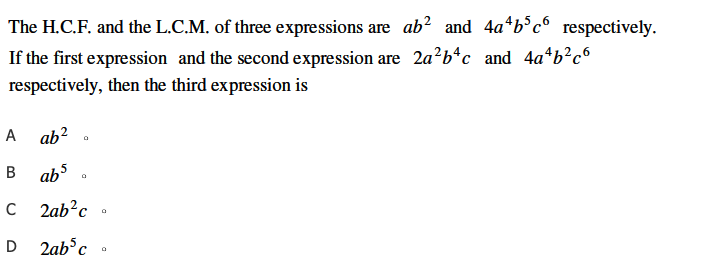 The H.C.F. and the L.C.M. of three expressions are ab² and 4a⁴b⁵c⁶ respectively.
If the first expression and the second expression are 2a²b⁴c and 4a⁴b²c⁶
respectively, then the third expression is
A ab² 。
B ab⁵ 。
C 2ab²c 。
D 2ab⁵c 。